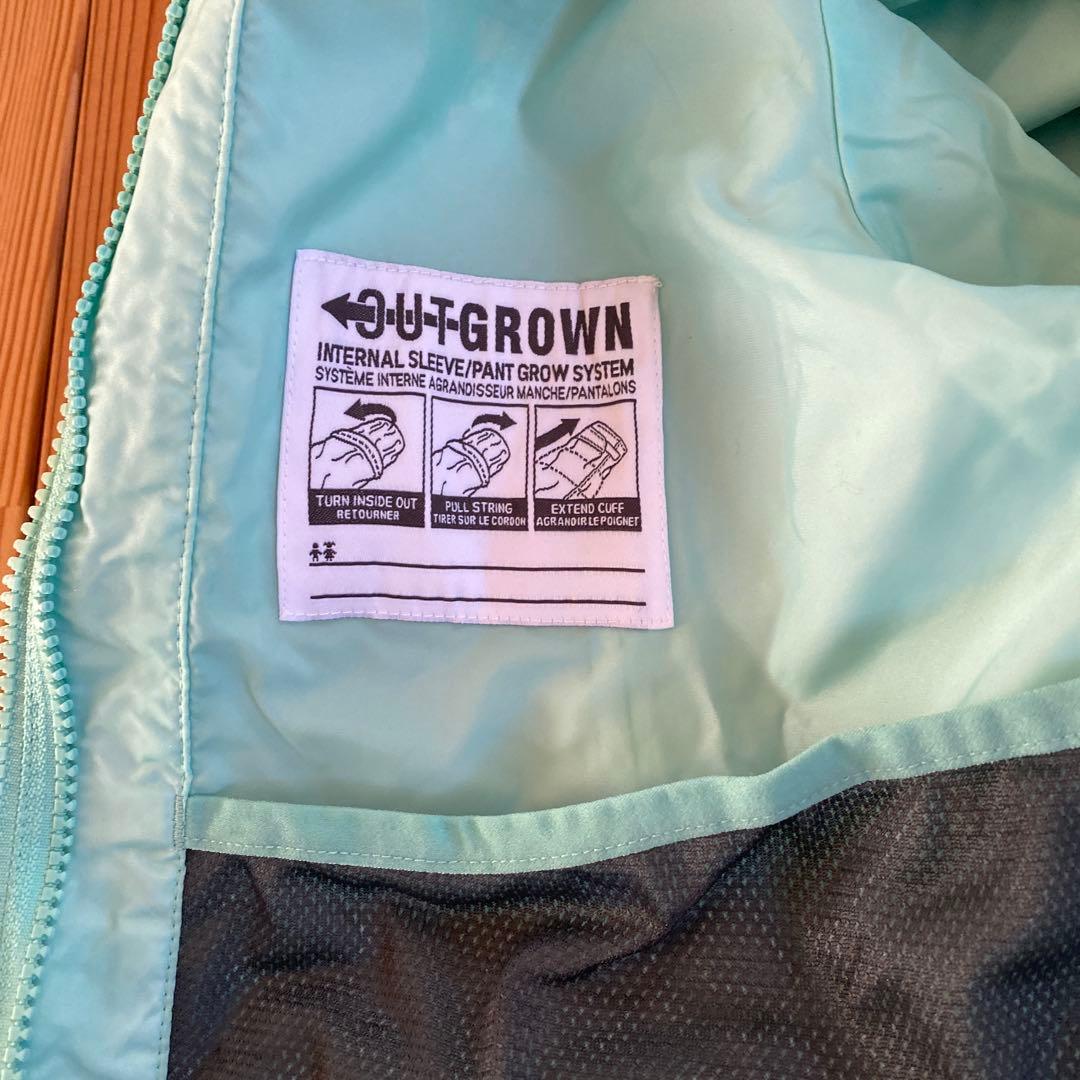 OUTGROWN
INTERNAL SLEEVE/PANT GROW SYSTEM
SYSTÈME INTERNE AGRANDISSEUR MANCHE/PANTALONS
TURN INSIDE OUT
RETOURNER
PULL STRING
TIRER SUR LE CORDON
EXTEND CUFF
AGRANDIR LE POIGNET